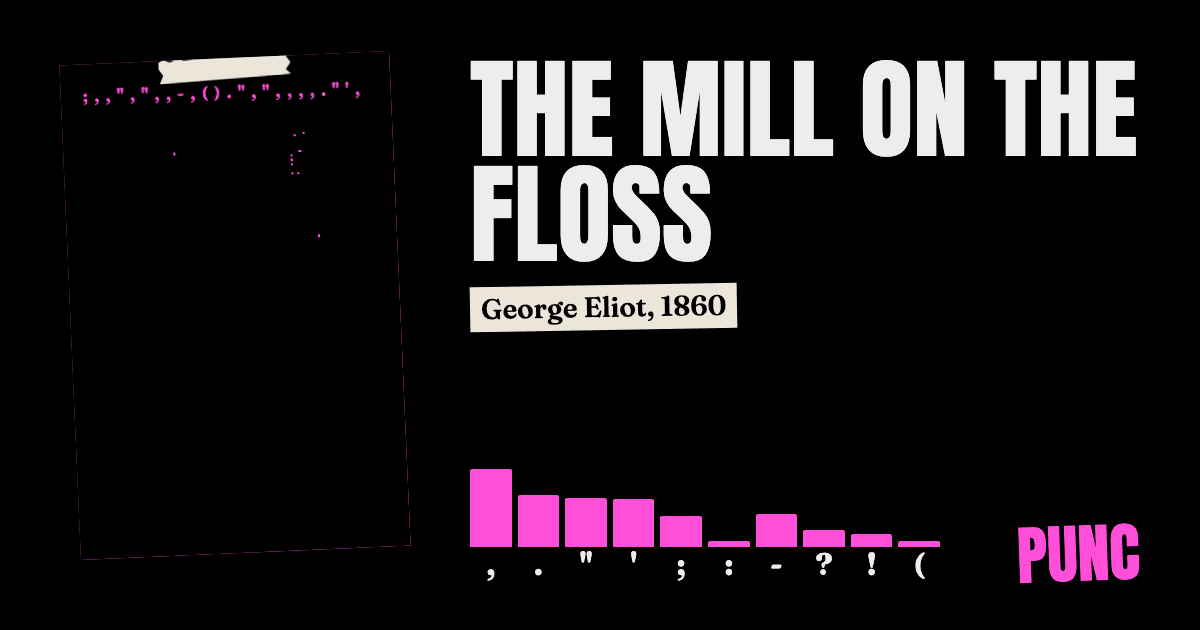 ;,,",",,-,().",",,,,."',
THE MILL ON THE
FLOSS
George Eliot, 1860
, . " ' ; : - ? ! (
PUNC